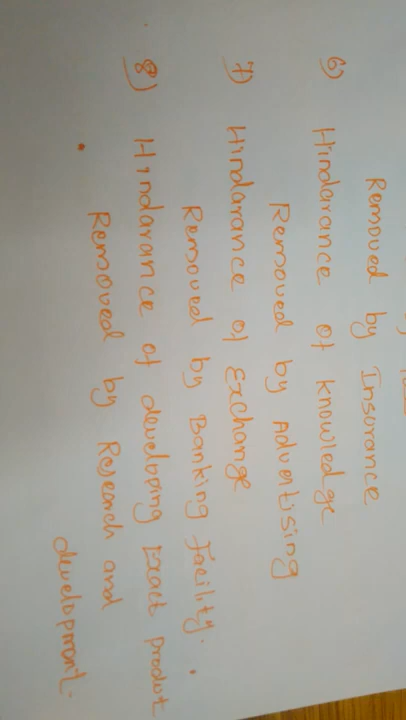 Removed by Insurance
6) Hindarance of knowledge
Removed by Advertising
7) Hindarance of Exchange
Removed by Banking Facility.
8) Hindarance of developing Exact produt
Removed by Research and
development.